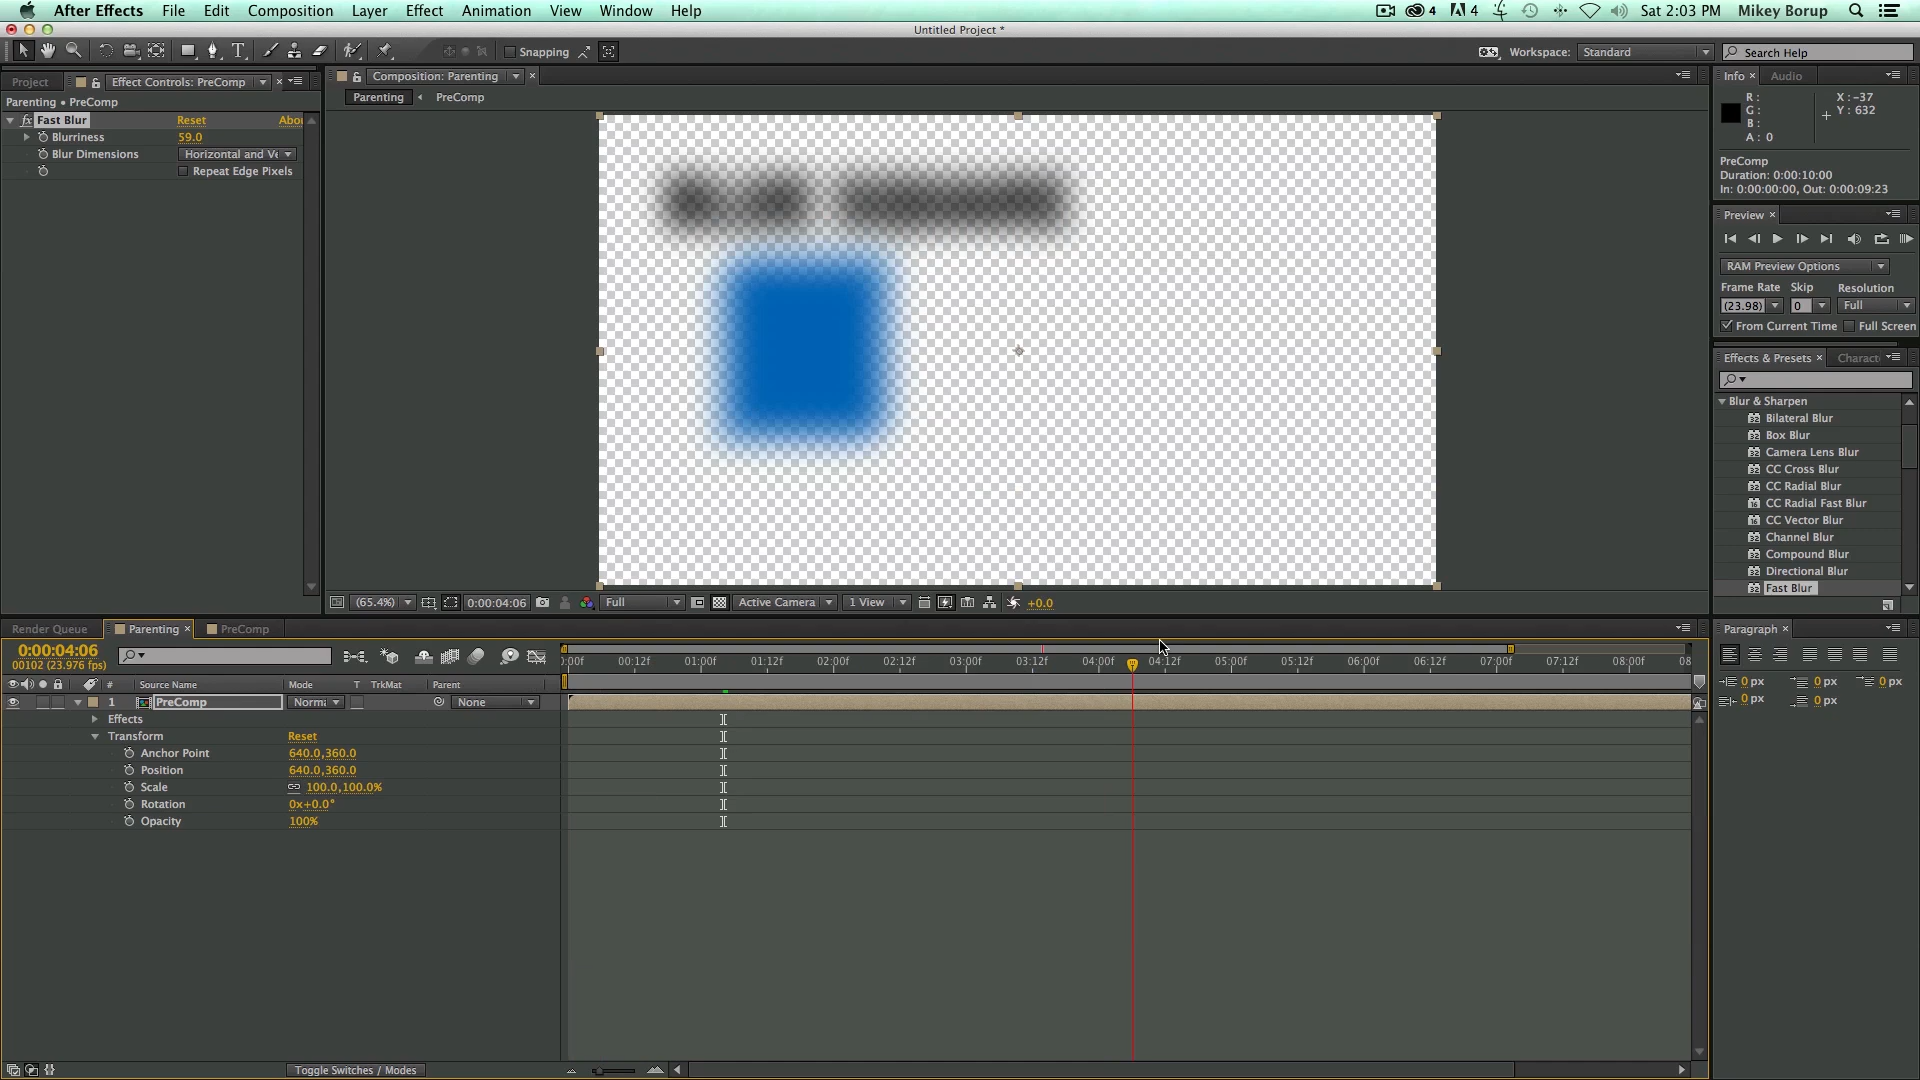 After Effects File Edit Composition Layer Effect Animation View Window Help 4 4 Sat 2:03 PM Mikey Borup
Untitled Project *
Snapping Workspace: Standard Search Help
Project Effect Controls: PreComp
Parenting • PreComp
Fast Blur Reset Abou
Blurriness 59.0
Blur Dimensions Horizontal and Ve
Repeat Edge Pixels
Composition: Parenting
Parenting PreComp
(65.4%) 0:00:04:06 Full Active Camera 1 View +0.0
Info Audio
R: X: -37
G: Y: 632
B:
A: 0
PreComp
Duration: 0:00:10:00
In: 0:00:00:00, Out: 0:00:09:23
Preview
RAM Preview Options
Frame Rate Skip Resolution
(23.98) 0 Full
From Current Time Full Screen
Effects & Presets Charact
Blur & Sharpen
Bilateral Blur
Box Blur
Camera Lens Blur
CC Cross Blur
CC Radial Blur
CC Radial Fast Blur
CC Vector Blur
Channel Blur
Compound Blur
Directional Blur
Fast Blur
Render Queue Parenting PreComp
0:00:04:06
00102 (23.976 fps)
:00f 00:12f 01:00f 01:12f 02:00f 02:12f 03:00f 03:12f 04:00f 04:12f 05:00f 05:12f 06:00f 06:12f 07:00f 07:12f 08:00f 08
# Source Name Mode T TrkMat Parent
1 PreComp Norma None
Effects
Transform Reset
Anchor Point 640.0,360.0
Position 640.0,360.0
Scale 100.0,100.0%
Rotation 0x+0.0°
Opacity 100%
Toggle Switches / Modes
Paragraph
0 px 0 px 0 px
0 px 0 px